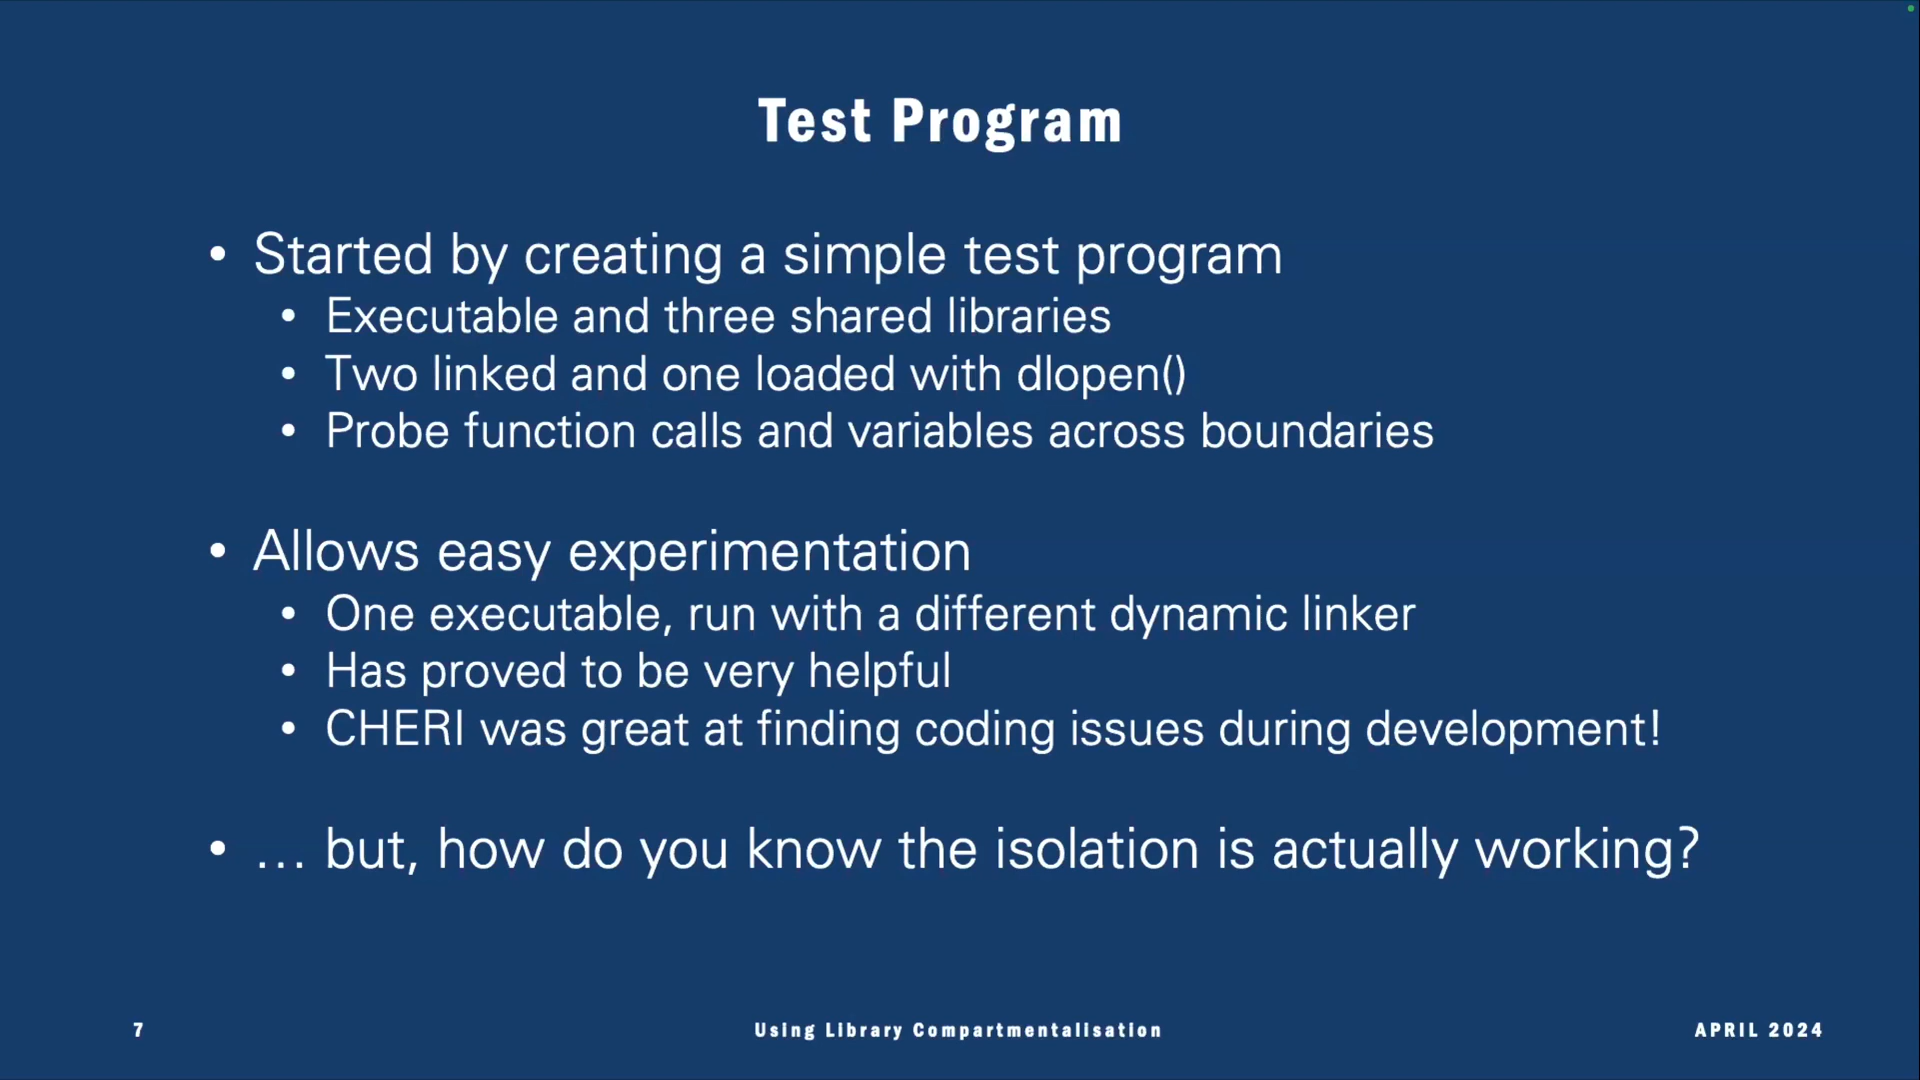 Test Program
• Started by creating a simple test program
• Executable and three shared libraries
• Two linked and one loaded with dlopen()
• Probe function calls and variables across boundaries
• Allows easy experimentation
• One executable, run with a different dynamic linker
• Has proved to be very helpful
• CHERI was great at finding coding issues during development!
• … but, how do you know the isolation is actually working?
7
Using Library Compartmentalisation
APRIL 2024